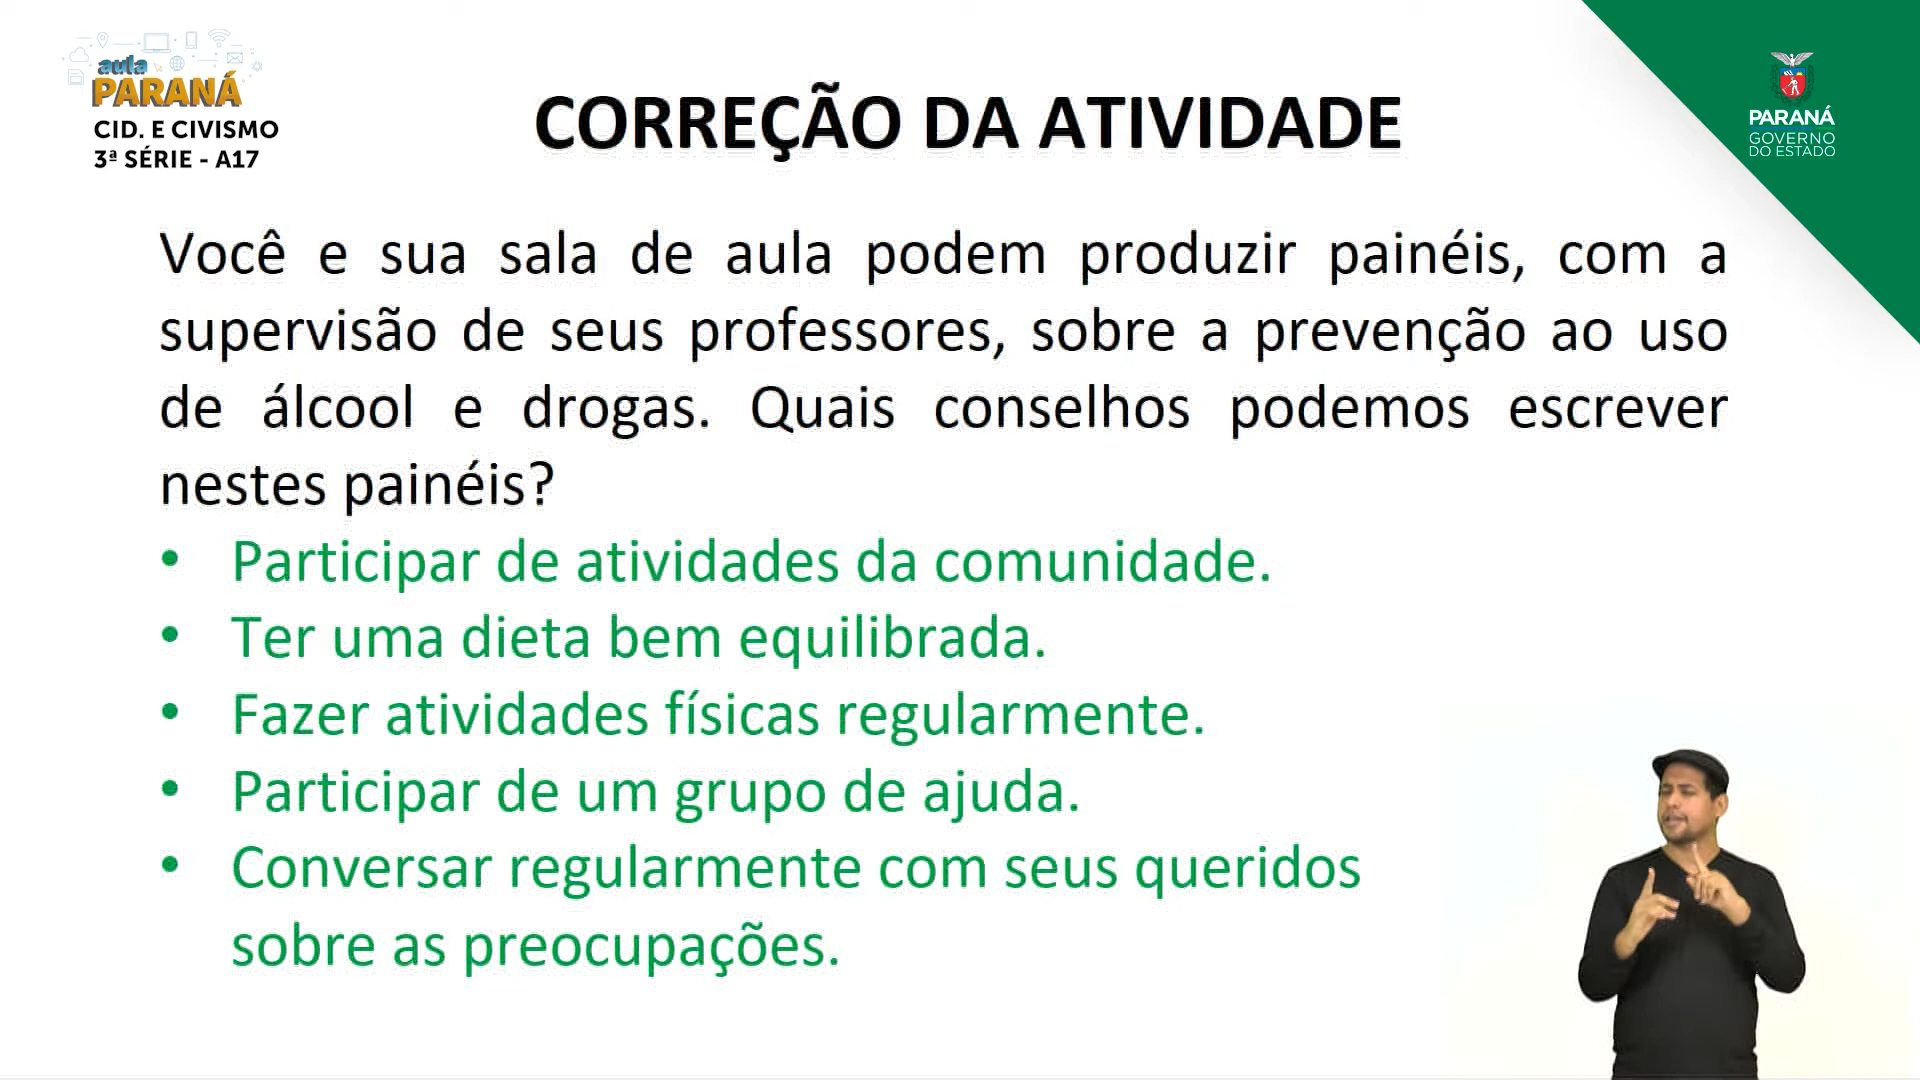 aula
PARANÁ
CID. E CIVISMO
3ª SÉRIE - A17
CORREÇÃO DA ATIVIDADE
PARANÁ
GOVERNO
DO ESTADO
Você e sua sala de aula podem produzir painéis, com a
supervisão de seus professores, sobre a prevenção ao uso
de álcool e drogas. Quais conselhos podemos escrever
nestes painéis?
• Participar de atividades da comunidade.
• Ter uma dieta bem equilibrada.
• Fazer atividades físicas regularmente.
• Participar de um grupo de ajuda.
• Conversar regularmente com seus queridos
sobre as preocupações.